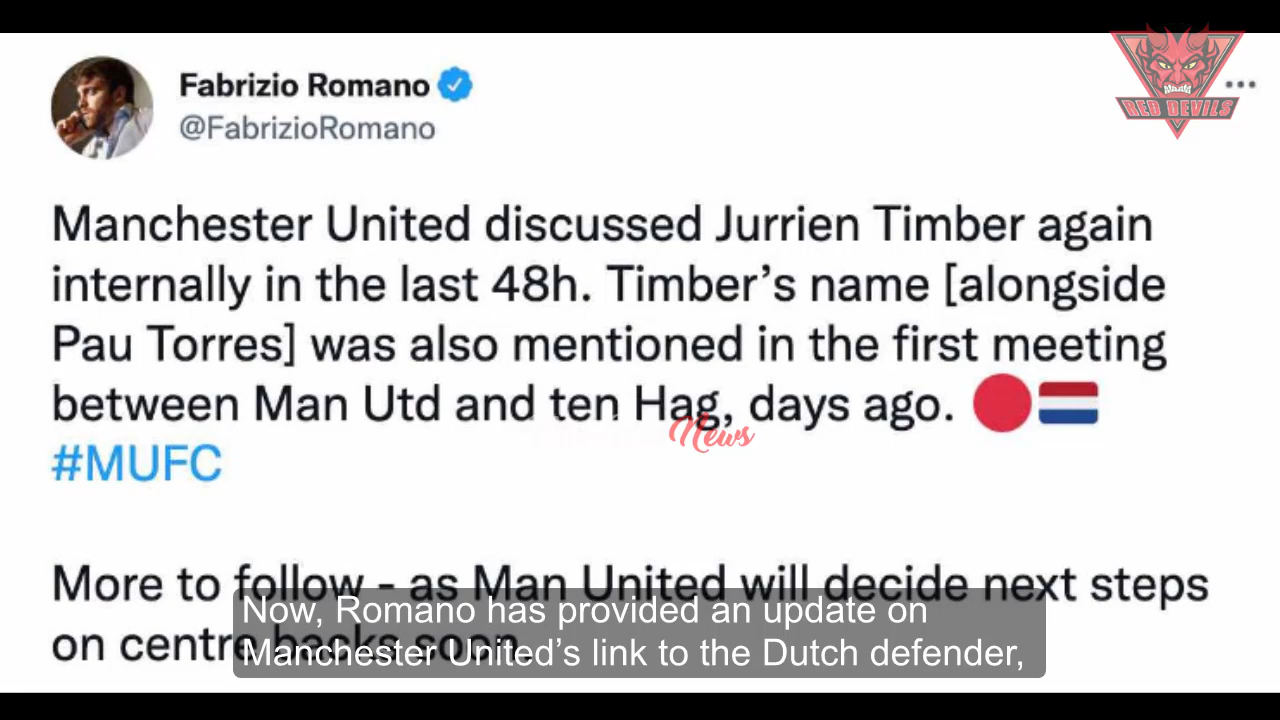 Fabrizio Romano
@FabrizioRomano
RED DEVILS
Manchester United discussed Jurrien Timber again
internally in the last 48h. Timber’s name [alongside
Pau Torres] was also mentioned in the first meeting
between Man Utd and ten Hag, days ago.
News
#MUFC
More to follow - as Man United will decide next steps
on centre backs soon.
Now, Romano has provided an update on
Manchester United’s link to the Dutch defender,